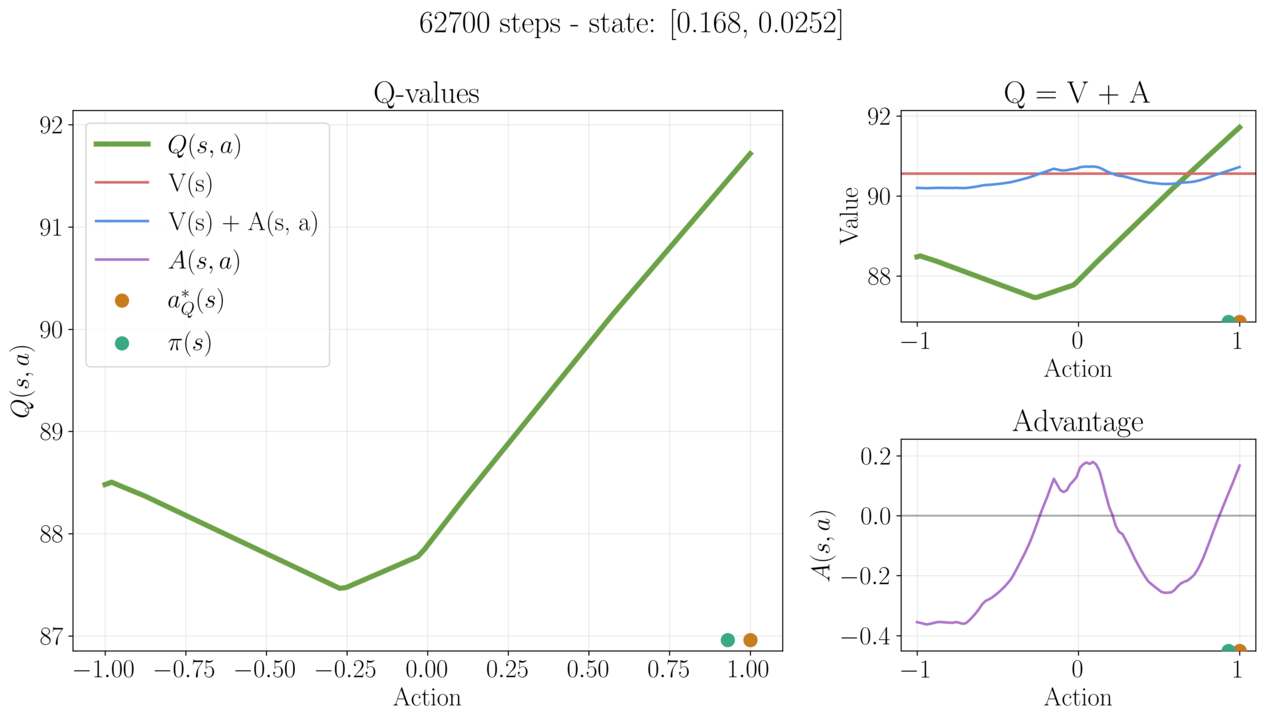 62700 steps - state: [0.168, 0.0252]
Q-values
92
91
90
89
88
87
Q(s, a)
Q(s, a)
V(s)
V(s) + A(s, a)
A(s, a)
a*_Q(s)
π(s)
−1.00 −0.75 −0.50 −0.25 0.00 0.25 0.50 0.75 1.00
Action
Q = V + A
92
90
88
Value
−1 0 1
Action
Advantage
0.2
0.0
−0.2
−0.4
A(s, a)
−1 0 1
Action